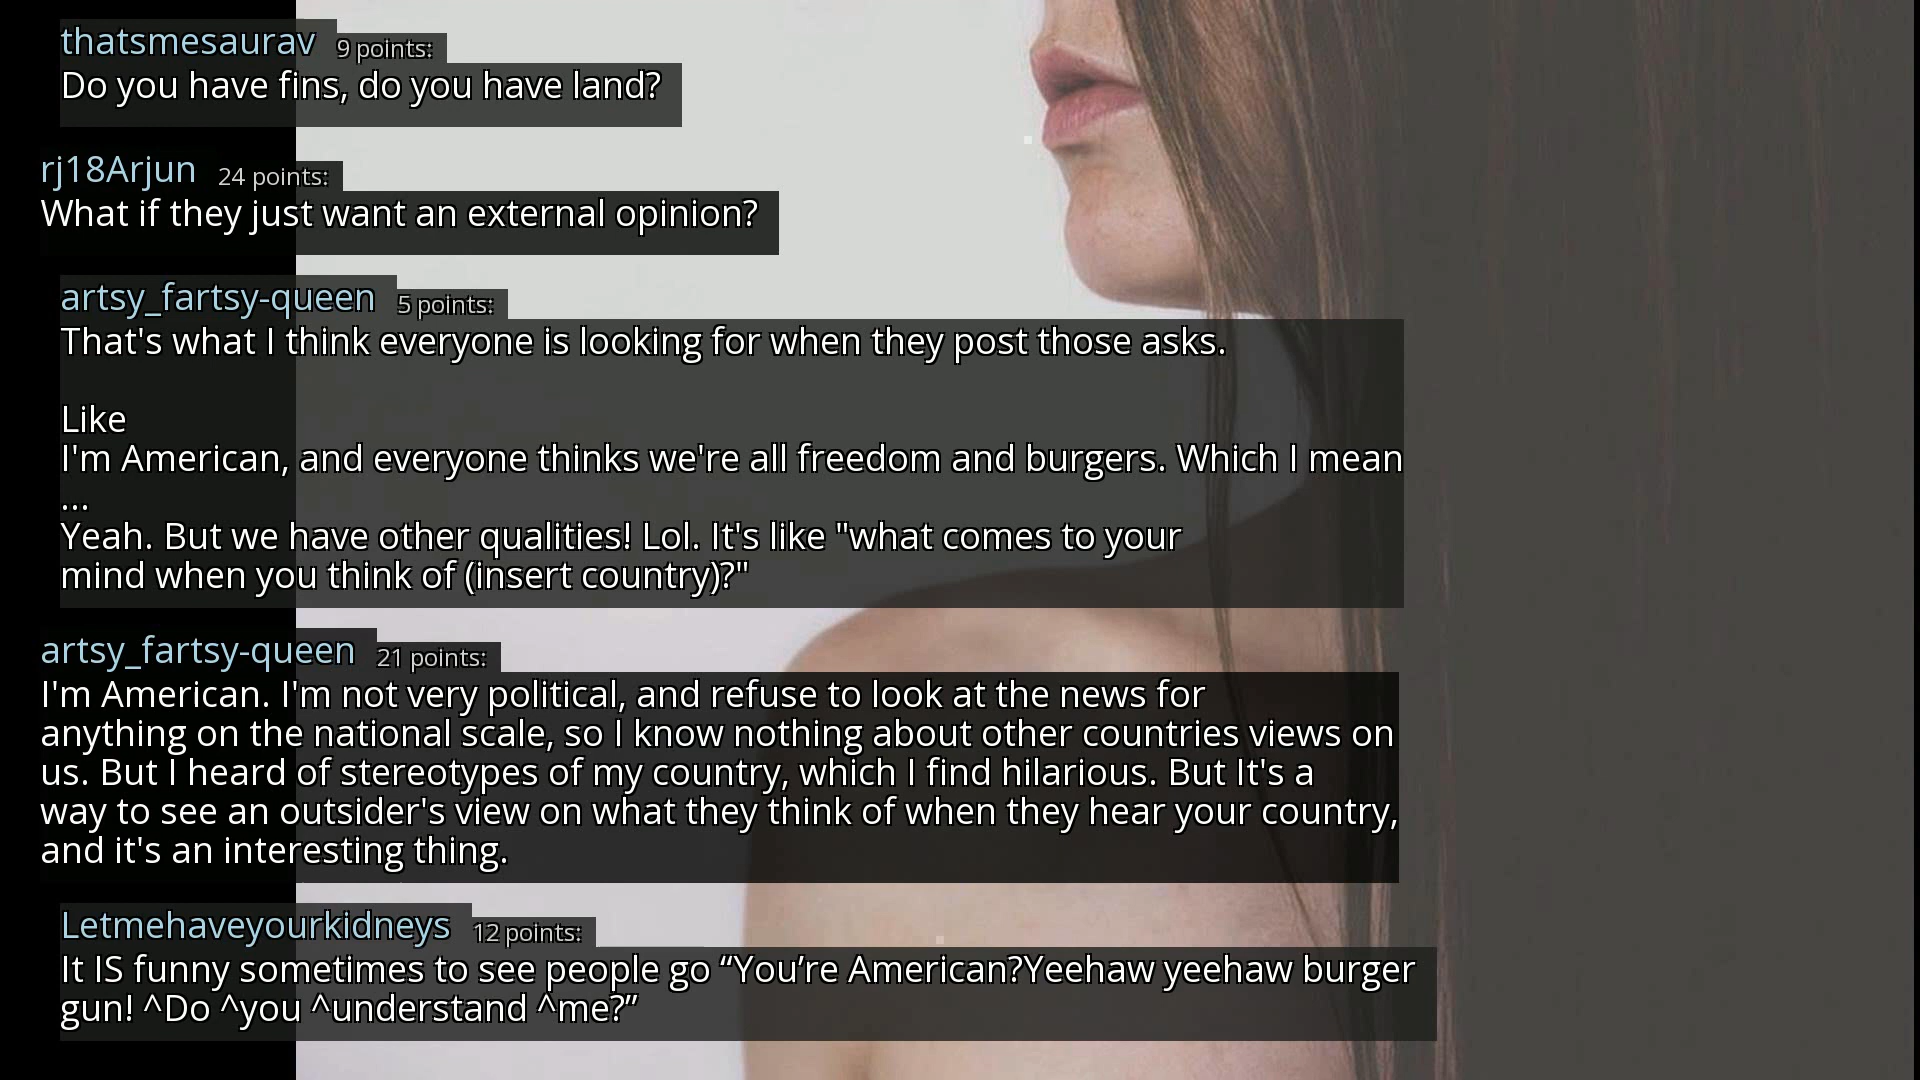 thatsmesaurav 9 points:
Do you have fins, do you have land?
rj18Arjun 24 points:
What if they just want an external opinion?
artsy_fartsy-queen 5 points:
That's what I think everyone is looking for when they post those asks.
Like
I'm American, and everyone thinks we're all freedom and burgers. Which I mean
...
Yeah. But we have other qualities! Lol. It's like "what comes to your
mind when you think of (insert country)?"
artsy_fartsy-queen 21 points:
I'm American. I'm not very political, and refuse to look at the news for
anything on the national scale, so I know nothing about other countries views on
us. But I heard of stereotypes of my country, which I find hilarious. But It's a
way to see an outsider's view on what they think of when they hear your country,
and it's an interesting thing.
Letmehaveyourkidneys 12 points:
It IS funny sometimes to see people go “You’re American?Yeehaw yeehaw burger
gun! ^Do ^you ^understand ^me?”